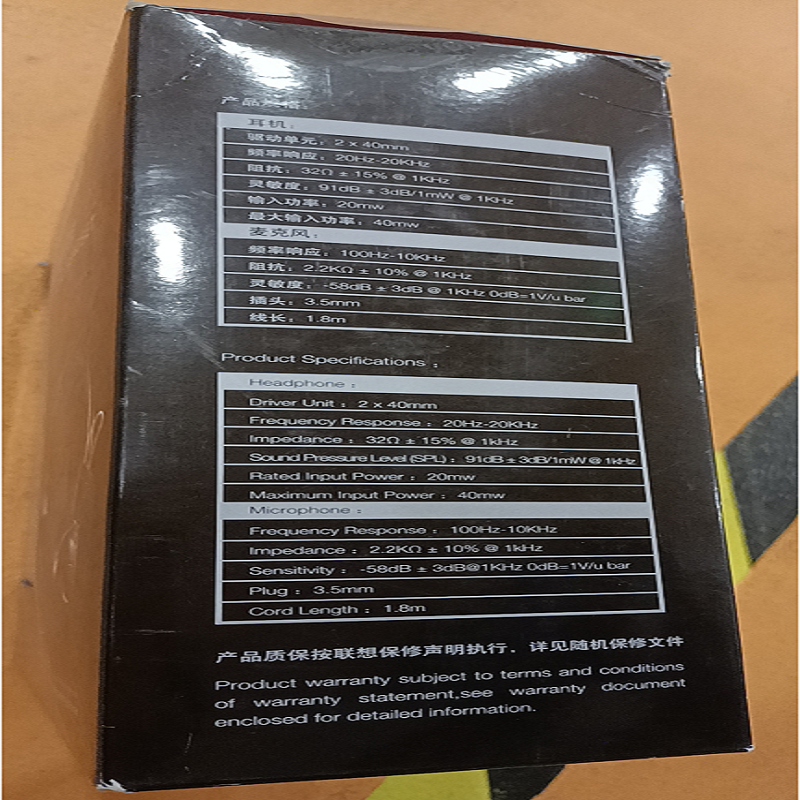 产品规格：
耳机：
驱动单元：2 x 40mm
频率响应：20Hz-20KHz
阻抗：32Ω ± 15% @ 1KHz
灵敏度：91dB ± 3dB/1mW @ 1KHz
输入功率：20mw
最大输入功率：40mw
麦克风：
频率响应：100Hz-10KHz
阻抗：2.2KΩ ± 10% @ 1KHz
灵敏度：-58dB ± 3dB @ 1KHz 0dB=1V/u bar
插头：3.5mm
线长：1.8m
Product Specifications：
Headphone：
Driver Unit：2 x 40mm
Frequency Response：20Hz-20KHz
Impedance：32Ω ± 15% @ 1kHz
Sound Pressure Level (SPL)：91dB ± 3dB/1mW @ 1kHz
Rated Input Power：20mw
Maximum Input Power：40mw
Microphone：
Frequency Response：100Hz-10KHz
Impedance：2.2KΩ ± 10% @ 1kHz
Sensitivity：-58dB ± 3dB@1KHz 0dB=1V/u bar
Plug：3.5mm
Cord Length：1.8m
产品质保按联想保修声明执行．详见随机保修文件
Product warranty subject to terms and conditions
of warranty statement,see warranty document
enclosed for detailed information.